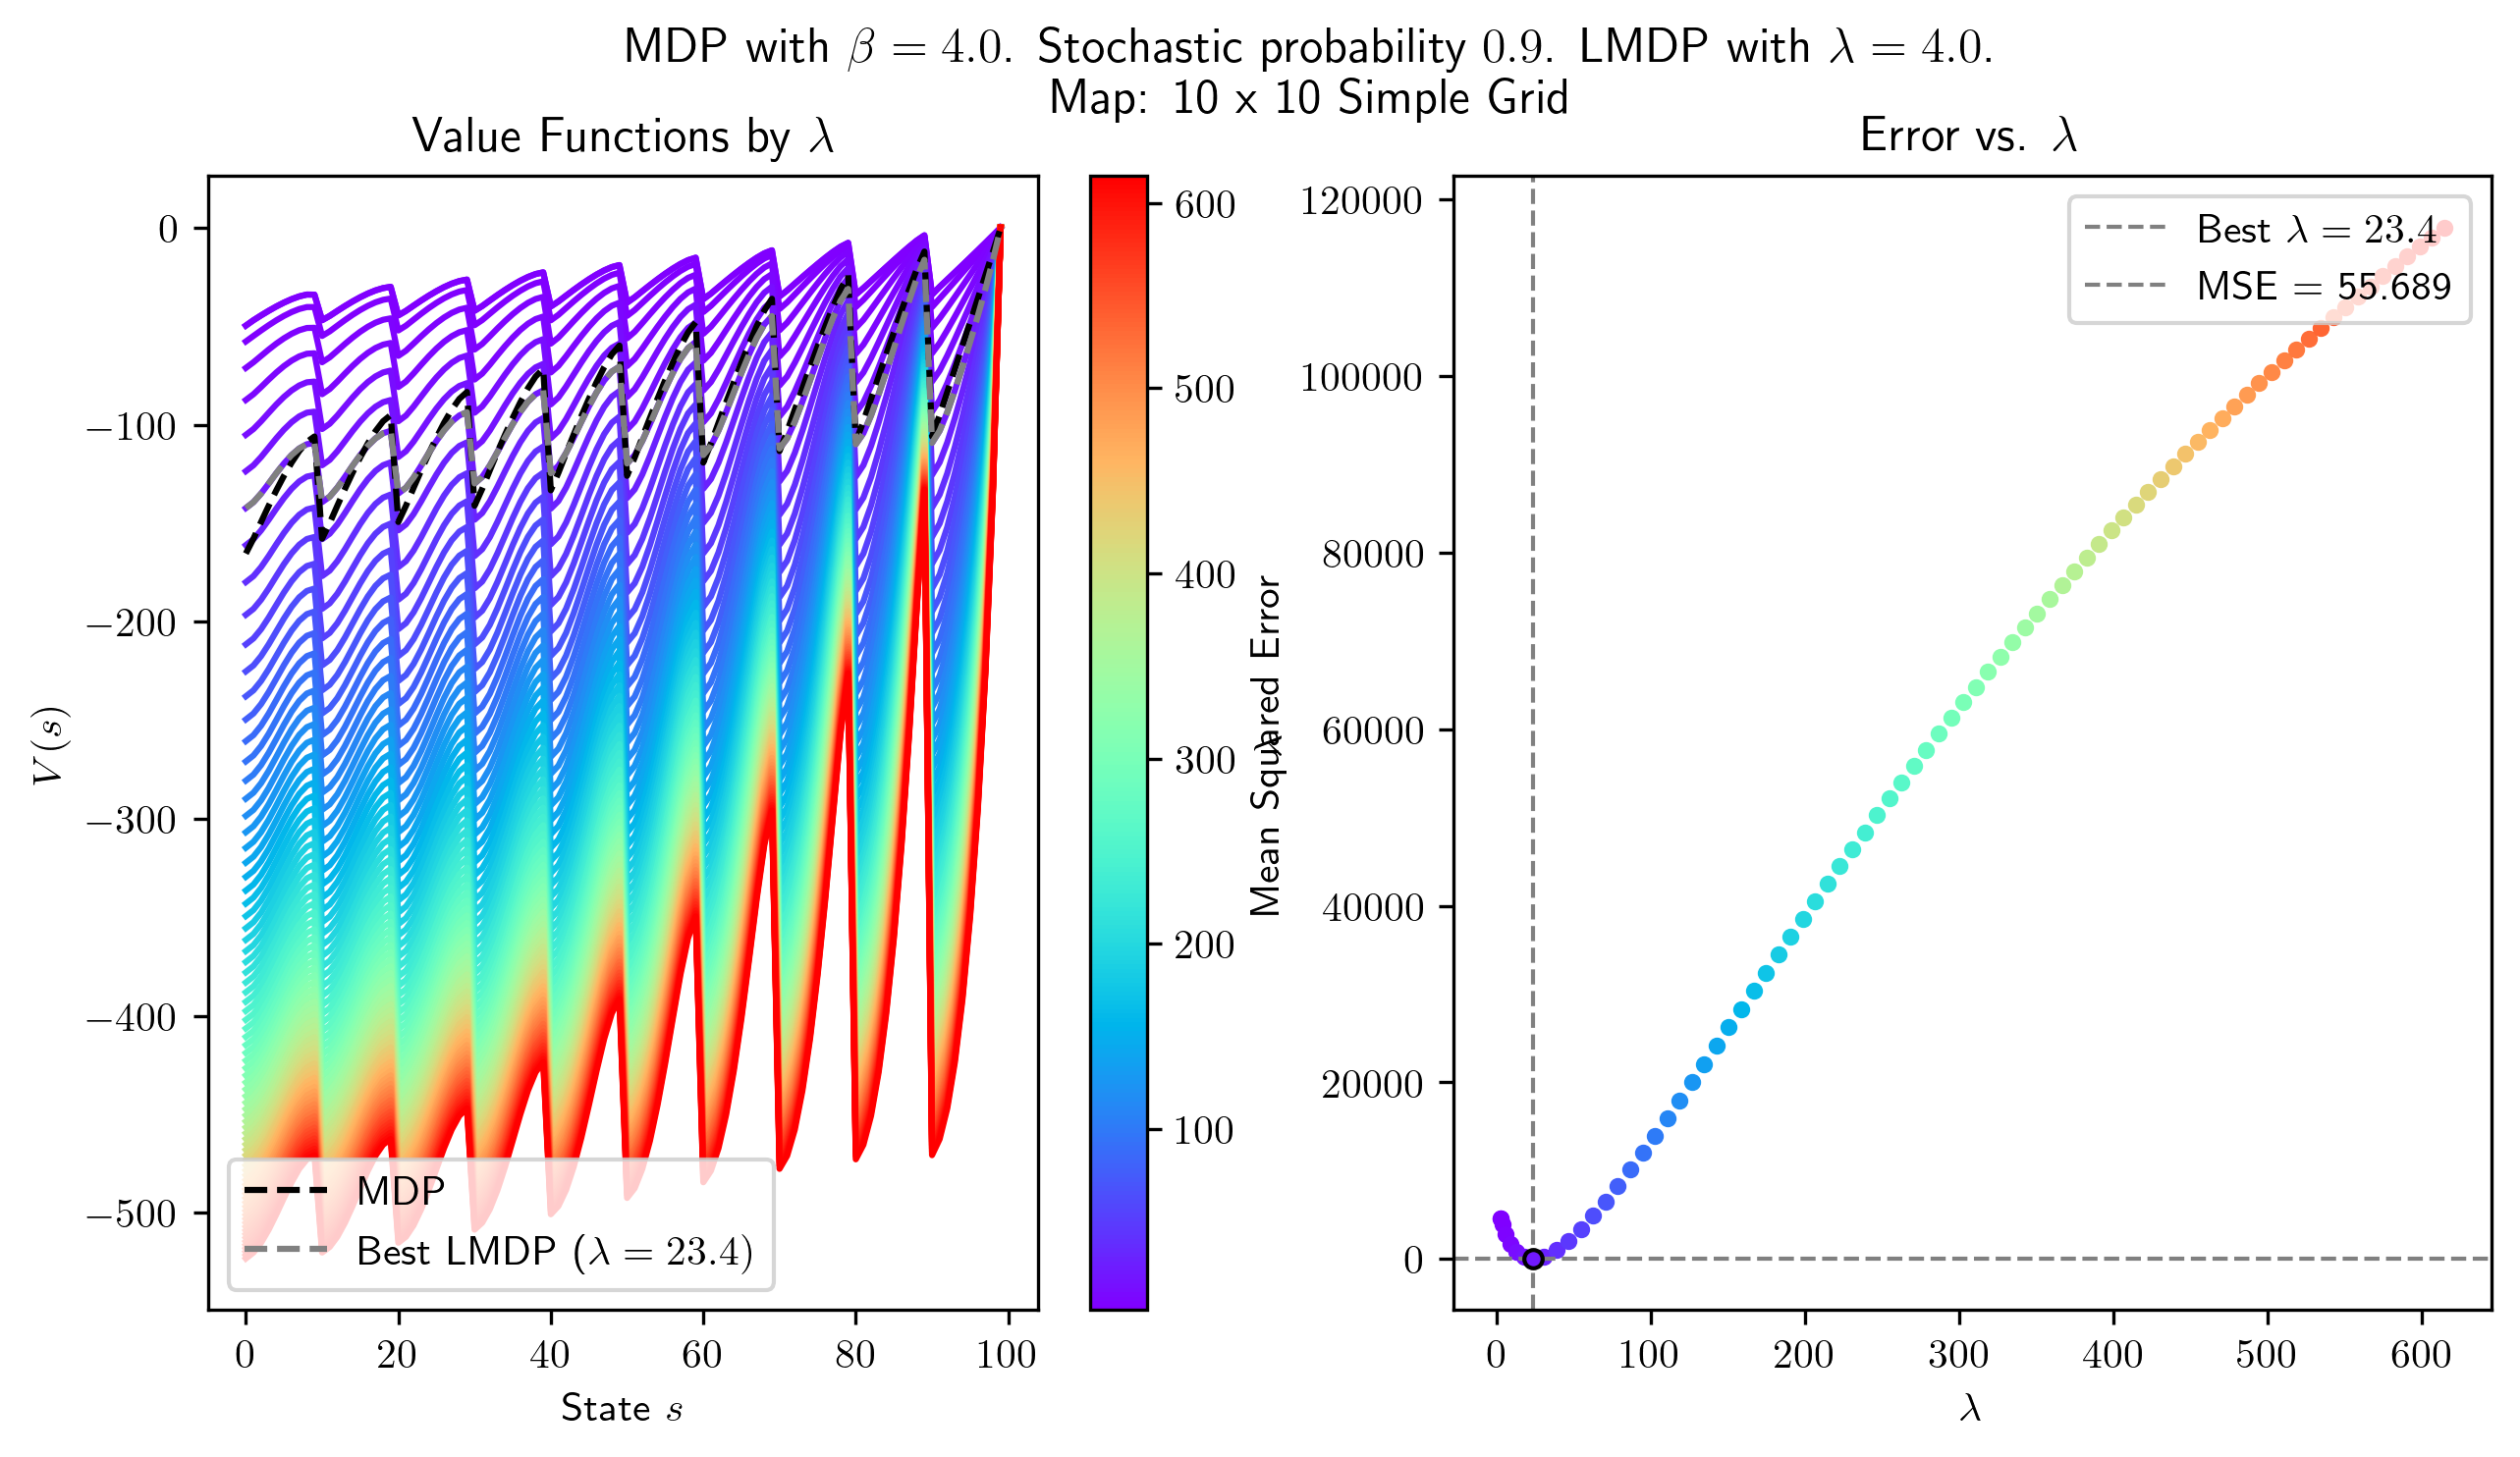 MDP with β = 4.0. Stochastic probability 0.9. LMDP with λ = 4.0.
Map: 10 x 10 Simple Grid
Value Functions by λ
0
−100
−200
−300
−400
−500
V(s)
0 20 40 60 80 100
State s
MDP
Best LMDP (λ = 23.4)
600
500
400
300
200
100
λ
Error vs. λ
120000
100000
80000
60000
40000
20000
0
Mean Squared Error
0 100 200 300 400 500 600
λ
Best λ = 23.4
MSE = 55.689